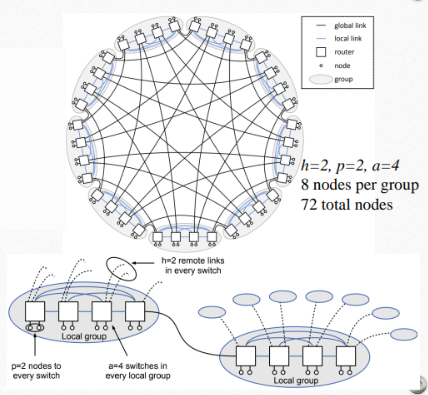 global link
local link
router
node
group
h=2, p=2, a=4
8 nodes per group
72 total nodes
h=2 remote links
in every switch
Local group
p=2 nodes to
every switch
a=4 switches in
every local group
Local group